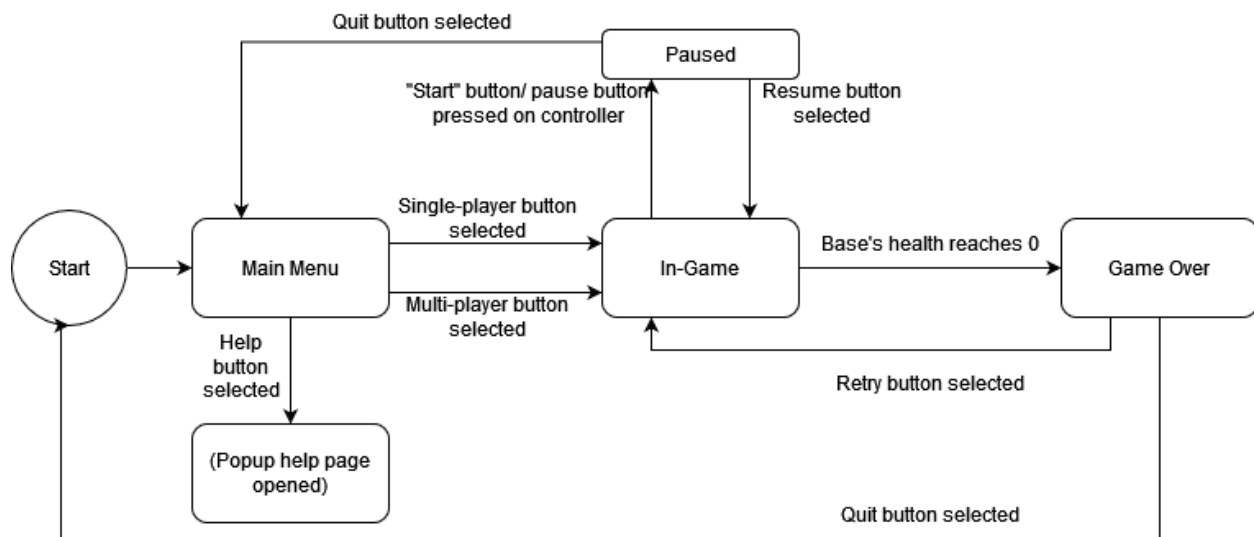 Quit button selected
Paused
"Start" button/ pause button
pressed on controller
Resume button
selected
Start
Main Menu
Single-player button
selected
Multi-player button
selected
In-Game
Base's health reaches 0
Game Over
Help
button
selected
Retry button selected
(Popup help page
opened)
Quit button selected